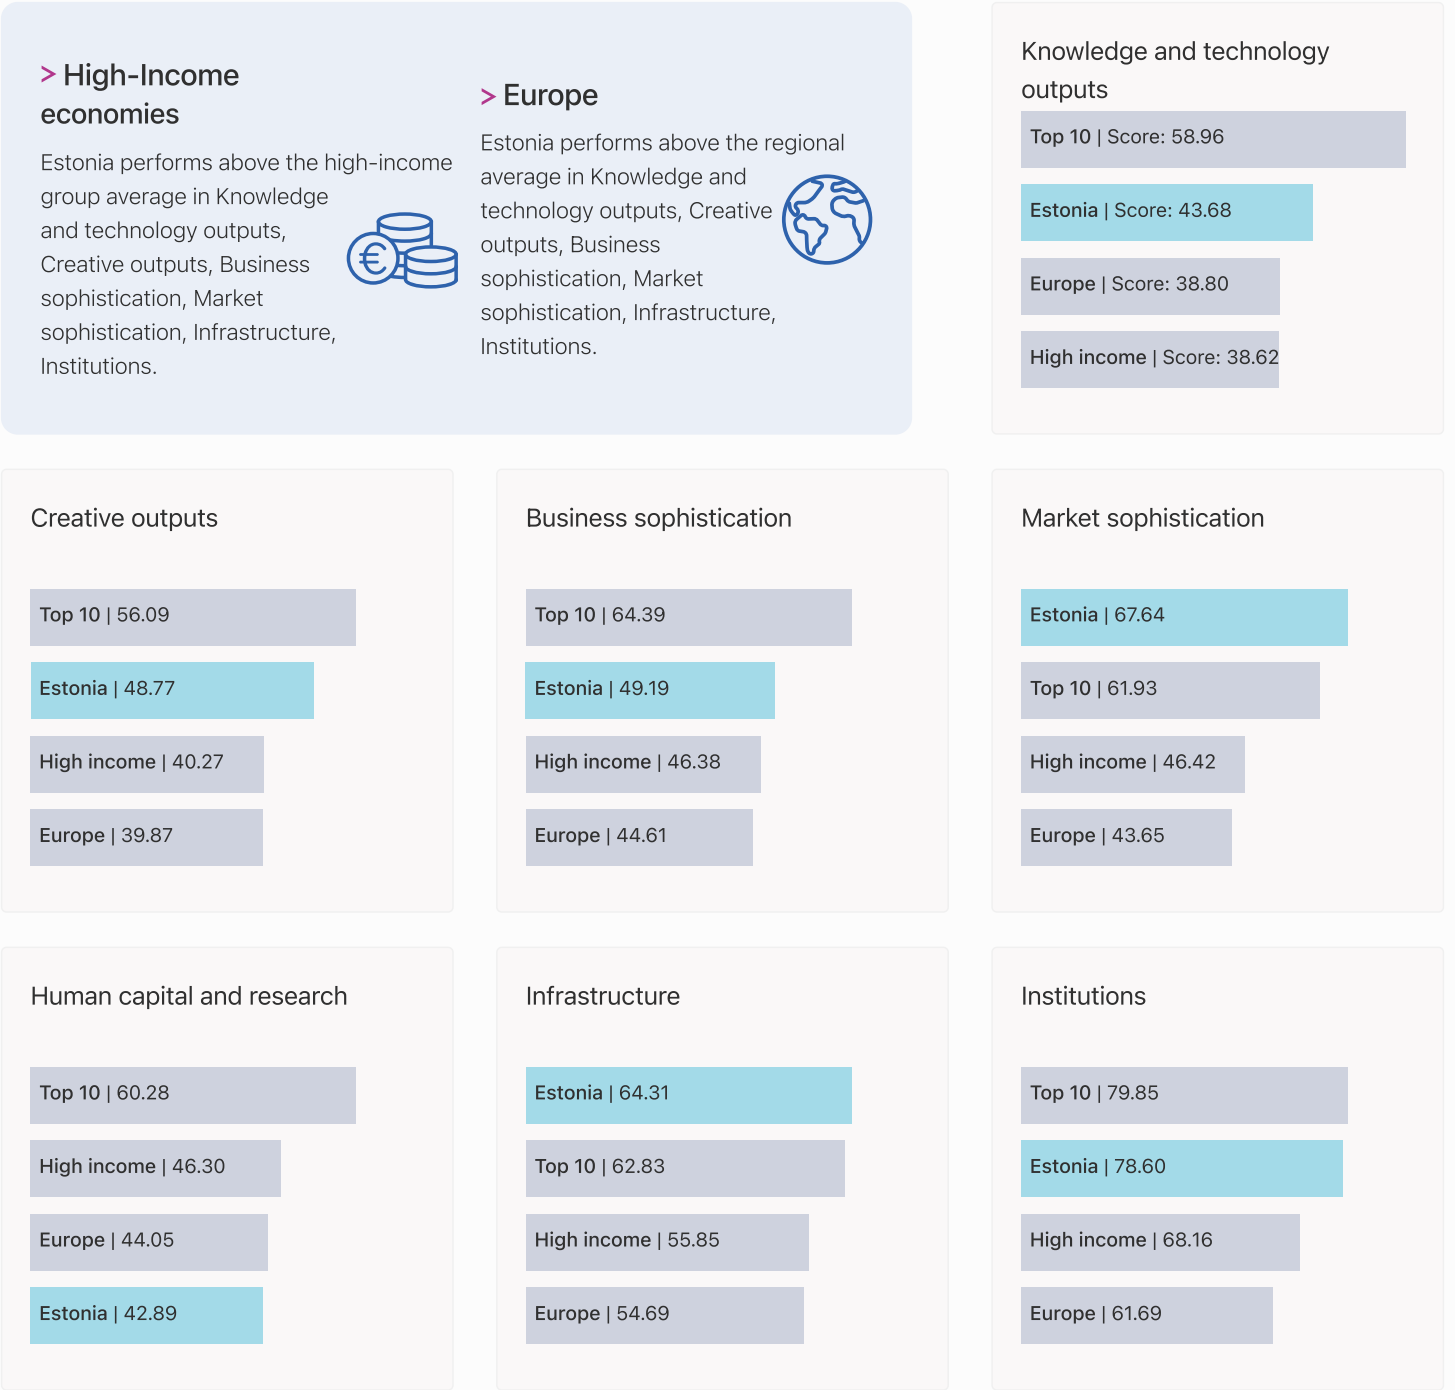 > High-Income
economies
Estonia performs above the high-income
group average in Knowledge
and technology outputs,
Creative outputs, Business
sophistication, Market
sophistication, Infrastructure,
Institutions.
> Europe
Estonia performs above the regional
average in Knowledge and
technology outputs, Creative
outputs, Business
sophistication, Market
sophistication, Infrastructure,
Institutions.
Knowledge and technology
outputs
Top 10 | Score: 58.96
Estonia | Score: 43.68
Europe | Score: 38.80
High income | Score: 38.62
Creative outputs
Top 10 | 56.09
Estonia | 48.77
High income | 40.27
Europe | 39.87
Business sophistication
Top 10 | 64.39
Estonia | 49.19
High income | 46.38
Europe | 44.61
Market sophistication
Estonia | 67.64
Top 10 | 61.93
High income | 46.42
Europe | 43.65
Human capital and research
Top 10 | 60.28
High income | 46.30
Europe | 44.05
Estonia | 42.89
Infrastructure
Estonia | 64.31
Top 10 | 62.83
High income | 55.85
Europe | 54.69
Institutions
Top 10 | 79.85
Estonia | 78.60
High income | 68.16
Europe | 61.69